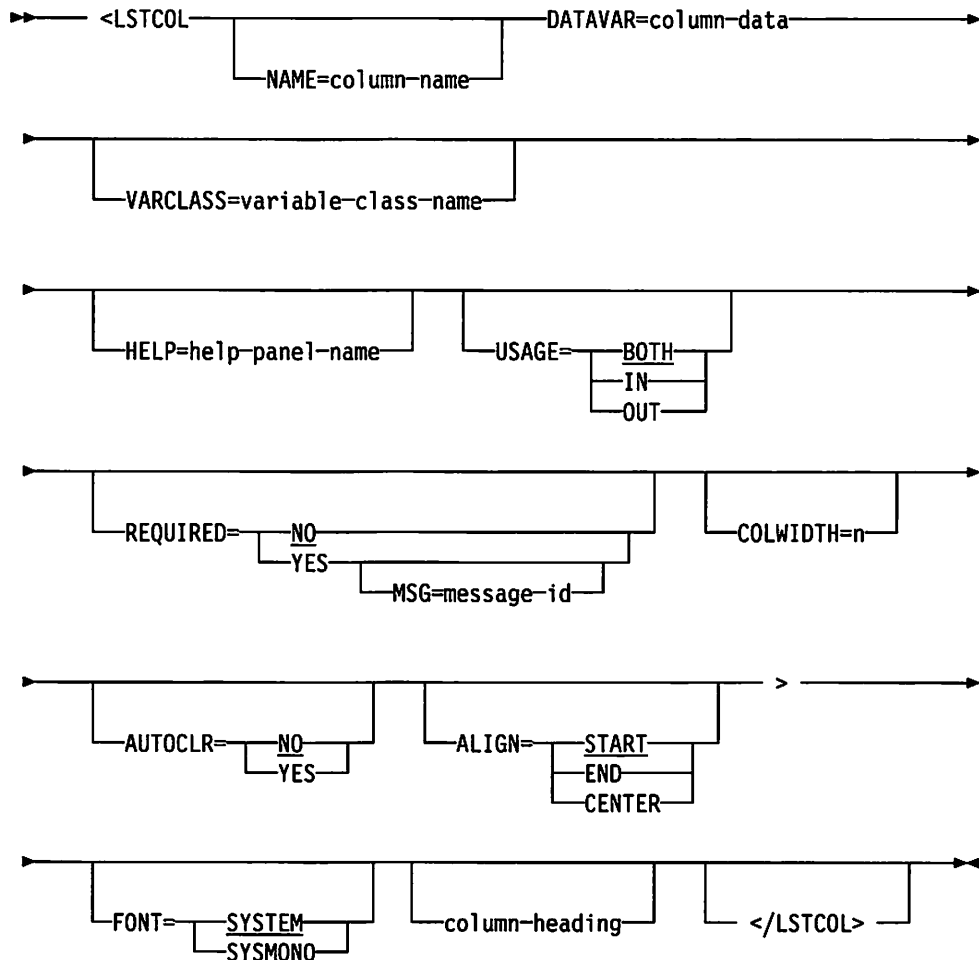 <LSTCOL DATAVAR=column-data
NAME=column-name
VARCLASS=variable-class-name
HELP=help-panel-name USAGE= BOTH
IN
OUT
REQUIRED= NO COLWIDTH=n
YES
MSG=message-id
>
AUTOCLR= NO ALIGN= START
YES END
CENTER
FONT= SYSTEM column-heading </LSTCOL>
SYSMONO